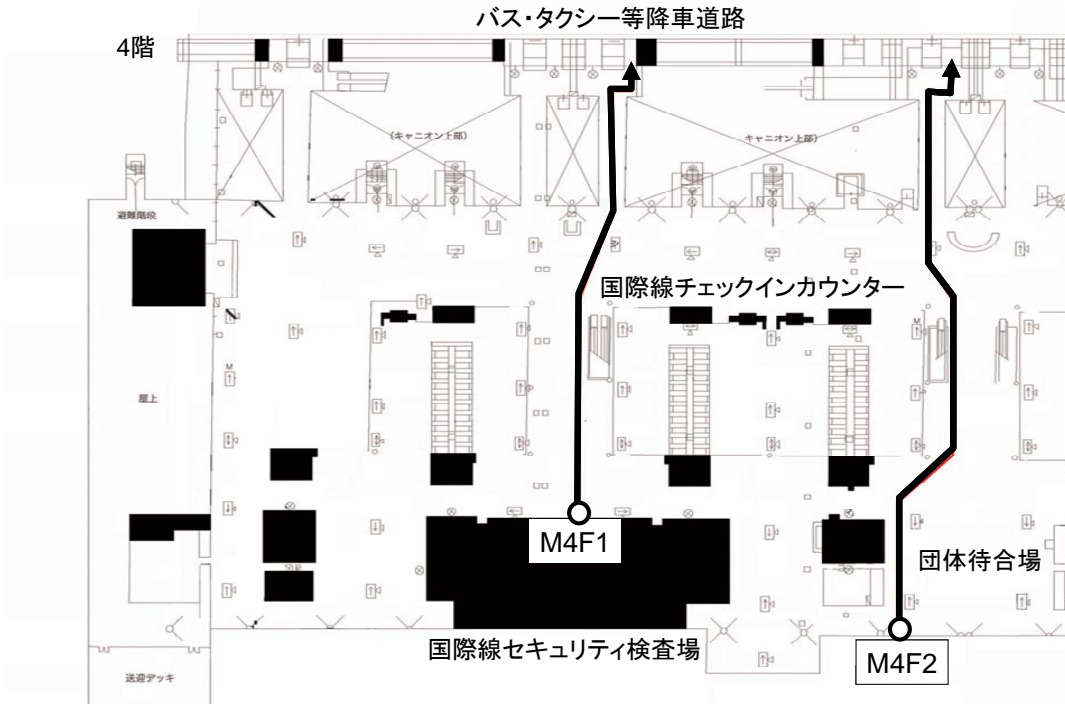 バス・タクシー等降車道路
4階
(キャニオン上部)
キャニオン上部)
避難階段
国際線チェックインカウンター
M
M
屋上
M4F1
団体待合場
国際線セキュリティ検査場
M4F2
送迎デッキ